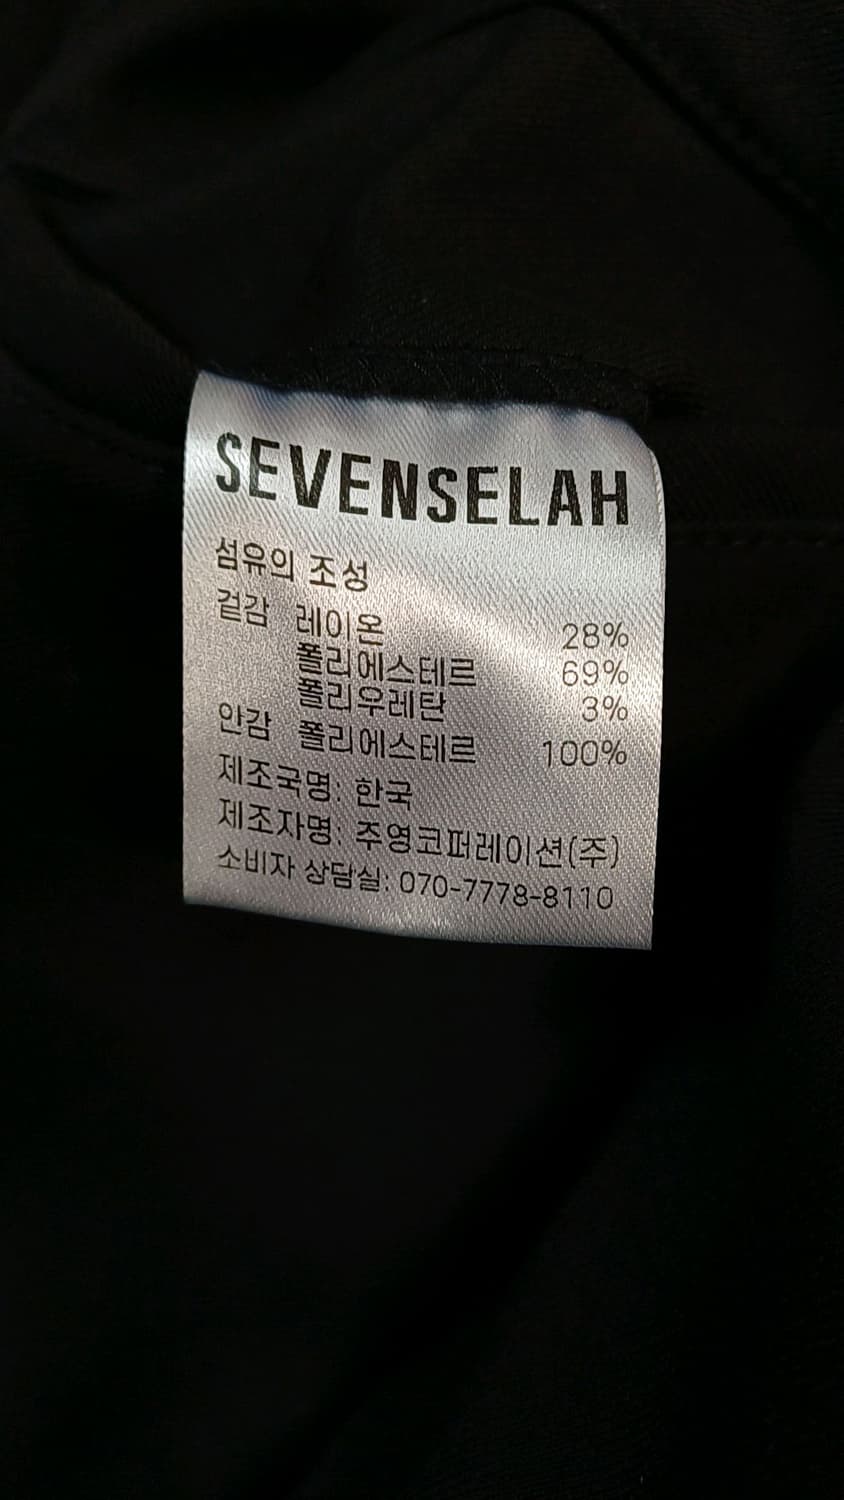 SEVENSELAH
섬유의 조성
겉감 레이온 28%
폴리에스테르 69%
폴리우레탄 3%
안감 폴리에스테르 100%
제조국명: 한국
제조자명: 주영코퍼레이션(주)
소비자 상담실: 070-7778-8110